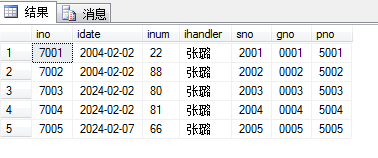 结果 消息
ino idate inum ihandler sno gno pno
1 7001 2004-02-02 22 张璐 2001 0001 5001
2 7002 2004-02-02 88 张璐 2002 0002 5002
3 7003 2024-02-02 80 张璐 2003 0003 5003
4 7004 2024-02-02 81 张璐 2004 0004 5004
5 7005 2024-02-07 66 张璐 2005 0005 5005